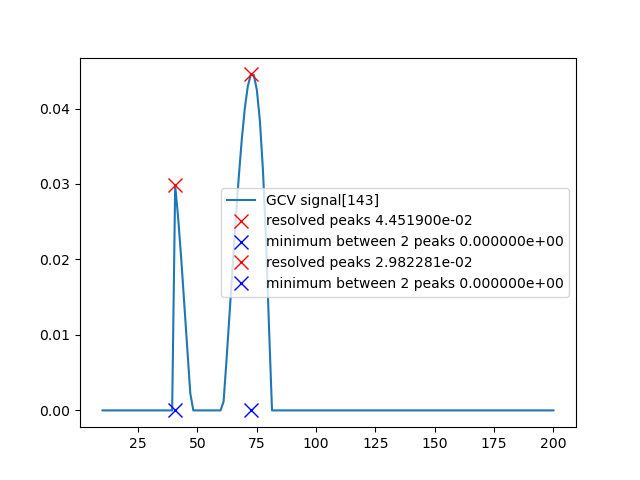 0.04
0.03
0.02
0.01
0.00
GCV signal[143]
resolved peaks 4.451900e-02
minimum between 2 peaks 0.000000e+00
resolved peaks 2.982281e-02
minimum between 2 peaks 0.000000e+00
25 50 75 100 125 150 175 200